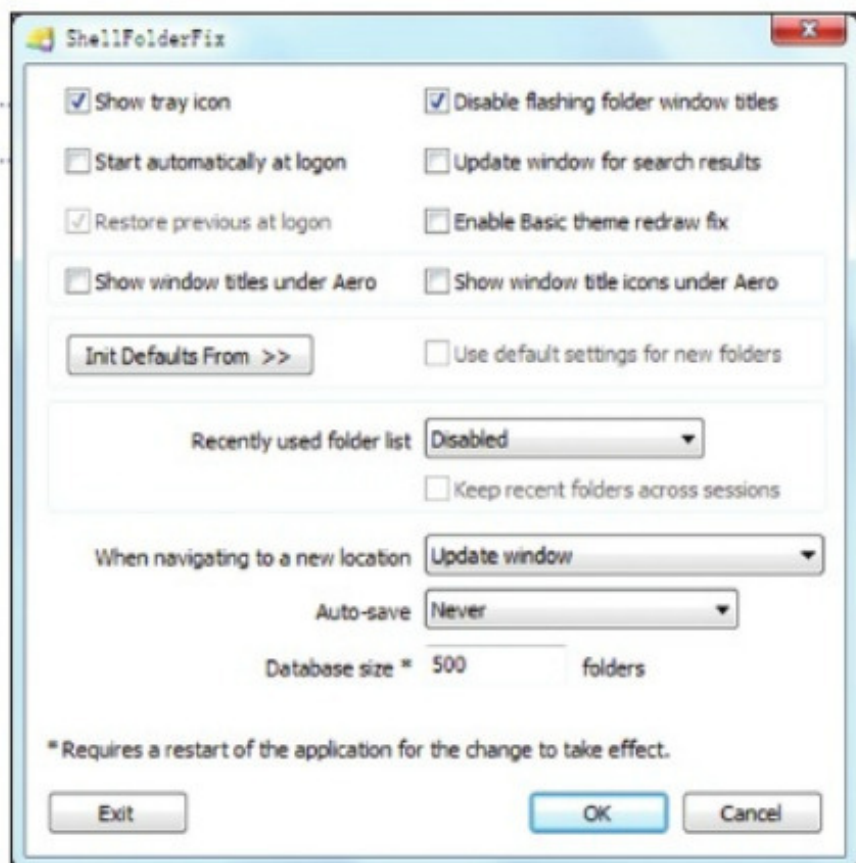 ShellFolderFix
Show tray icon
Disable flashing folder window titles
Start automatically at logon
Update window for search results
Restore previous at logon
Enable Basic theme redraw fix
Show window titles under Aero
Show window title icons under Aero
Init Defaults From >>
Use default settings for new folders
Recently used folder list
Disabled
Keep recent folders across sessions
When navigating to a new location
Update window
Auto-save
Never
Database size *
500
folders
*Requires a restart of the application for the change to take effect.
Exit
OK
Cancel